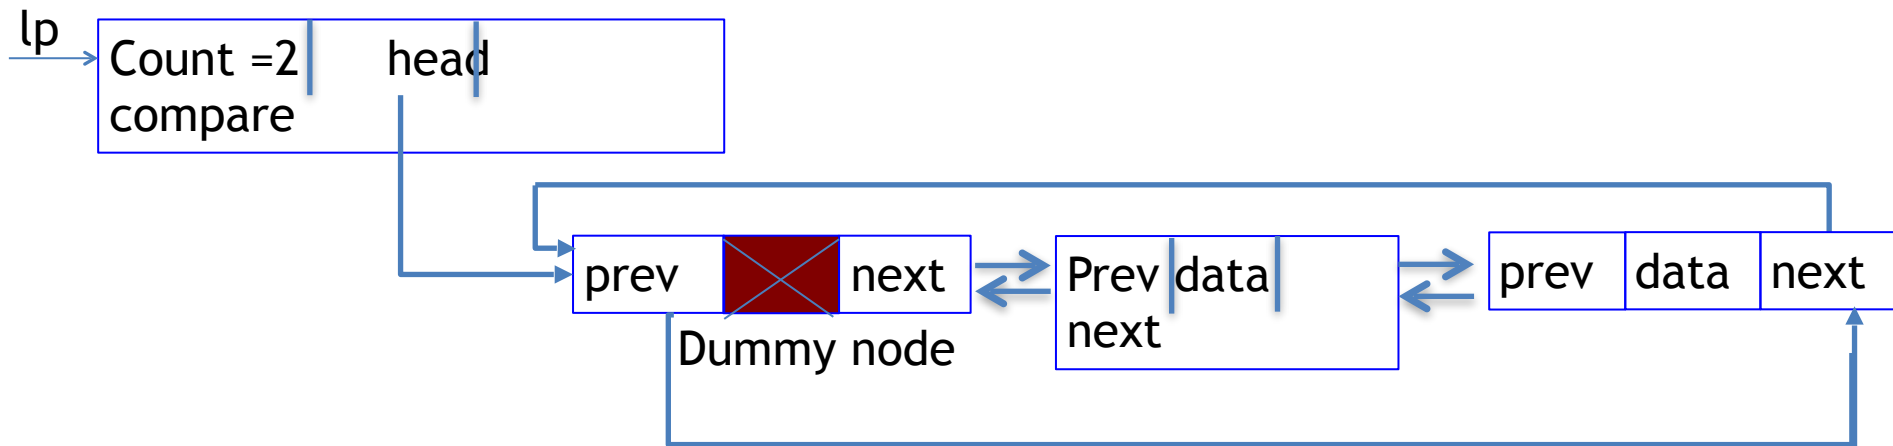 lp
Count =2 head
compare
prev next
Prev data
next
prev data next
Dummy node